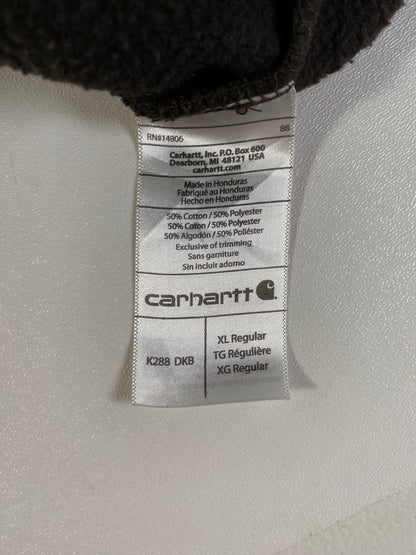 RN#14806 88
Carhartt, Inc. P.O. Box 600
Dearborn, MI 48121 USA
carhartt.com
Made in Honduras
Fabriqué au Honduras
Hecho en Honduras
50% Cotton / 50% Polyester
50% Coton / 50% Polyester
50% Algodón / 50% Poliéster
Exclusive of trimming
Sans garniture
Sin incluir adorno
carhartt
K288 DKB
XL Regular
TG Régulière
XG Regular